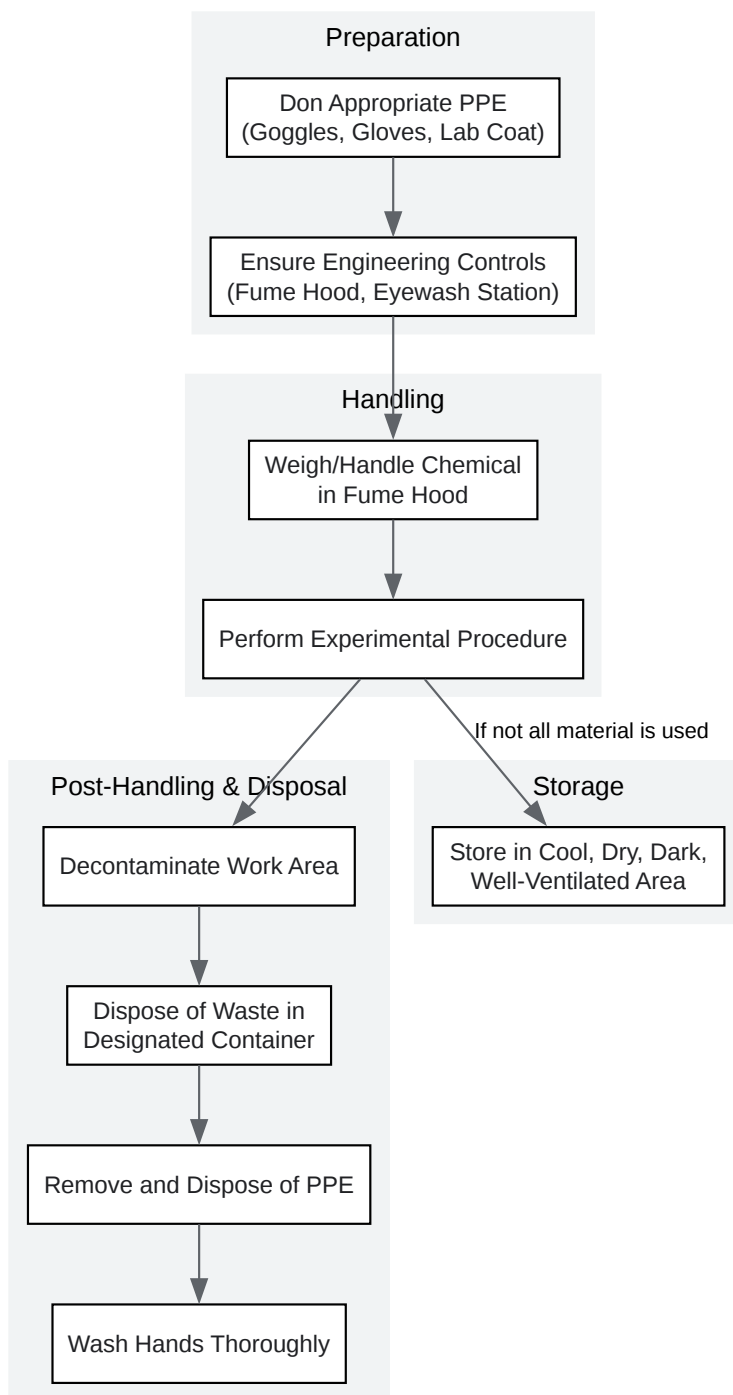 Preparation
Don Appropriate PPE
(Goggles, Gloves, Lab Coat)
Ensure Engineering Controls
(Fume Hood, Eyewash Station)
Handling
Weigh/Handle Chemical
in Fume Hood
Perform Experimental Procedure
If not all material is used
Post-Handling & Disposal
Decontaminate Work Area
Dispose of Waste in
Designated Container
Remove and Dispose of PPE
Wash Hands Thoroughly
Storage
Store in Cool, Dry, Dark,
Well-Ventilated Area